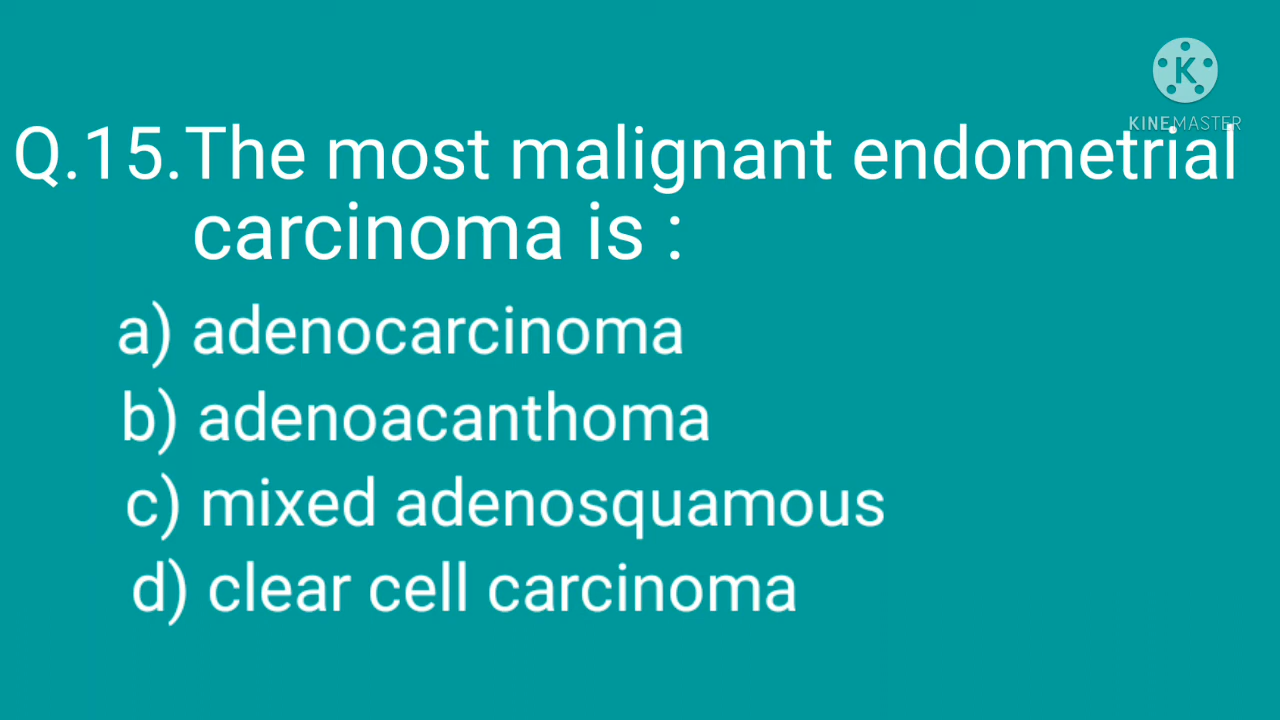 KINEMASTER
Q.15.The most malignant endometrial
carcinoma is :
a) adenocarcinoma
b) adenoacanthoma
c) mixed adenosquamous
d) clear cell carcinoma